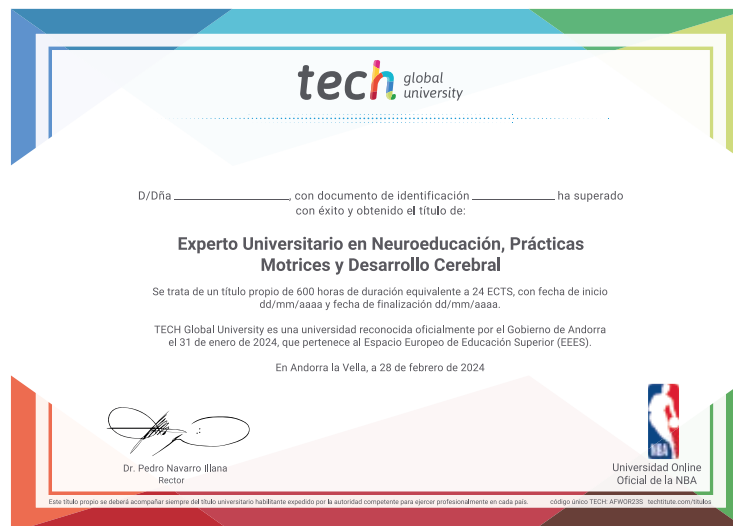 tech global
university
D/Dña ____________________, con documento de identificación ______________ ha superado
con éxito y obtenido el título de:
Experto Universitario en Neuroeducación, Prácticas
Motrices y Desarrollo Cerebral
Se trata de un título propio de 600 horas de duración equivalente a 24 ECTS, con fecha de inicio
dd/mm/aaaa y fecha de finalización dd/mm/aaaa.
TECH Global University es una universidad reconocida oficialmente por el Gobierno de Andorra
el 31 de enero de 2024, que pertenece al Espacio Europeo de Educación Superior (EEES).
En Andorra la Vella, a 28 de febrero de 2024
Dr. Pedro Navarro Illana
Rector
NBA
Universidad Online
Oficial de la NBA
Este título propio se deberá acompañar siempre del título universitario habilitante expedido por la autoridad competente para ejercer profesionalmente en cada país. código único TECH: AFWOR23S techtitute.com/titulos